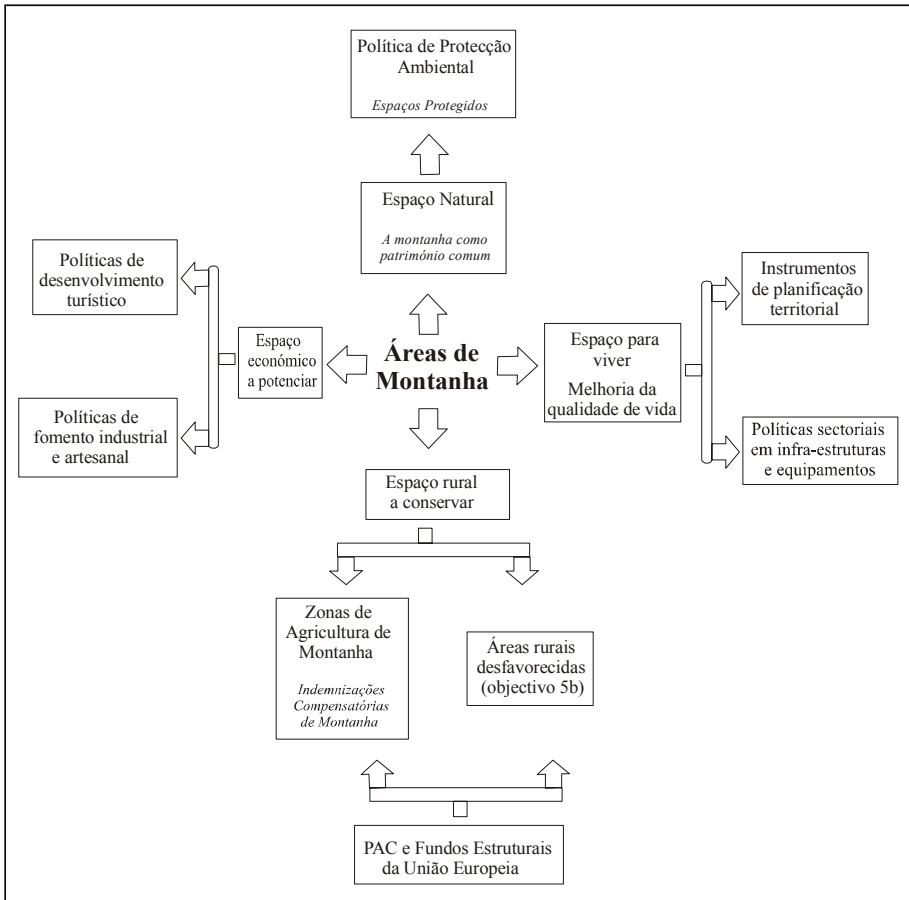 Política de Protecção
Ambiental
Espaços Protegidos
Espaço Natural
A montanha como
património comum
Políticas de
desenvolvimento
turístico
Instrumentos
de planificação
territorial
Espaço
económico
a potenciar
Áreas de
Montanha
Espaço para
viver
Melhoria da
qualidade de vida
Políticas de
fomento industrial
e artesanal
Políticas sectoriais
em infra-estruturas
e equipamentos
Espaço rural
a conservar
Zonas de
Agricultura de
Montanha
Indemnizações
Compensatórias
de Montanha
Áreas rurais
desfavorecidas
(objectivo 5b)
PAC e Fundos Estruturais
da União Europeia